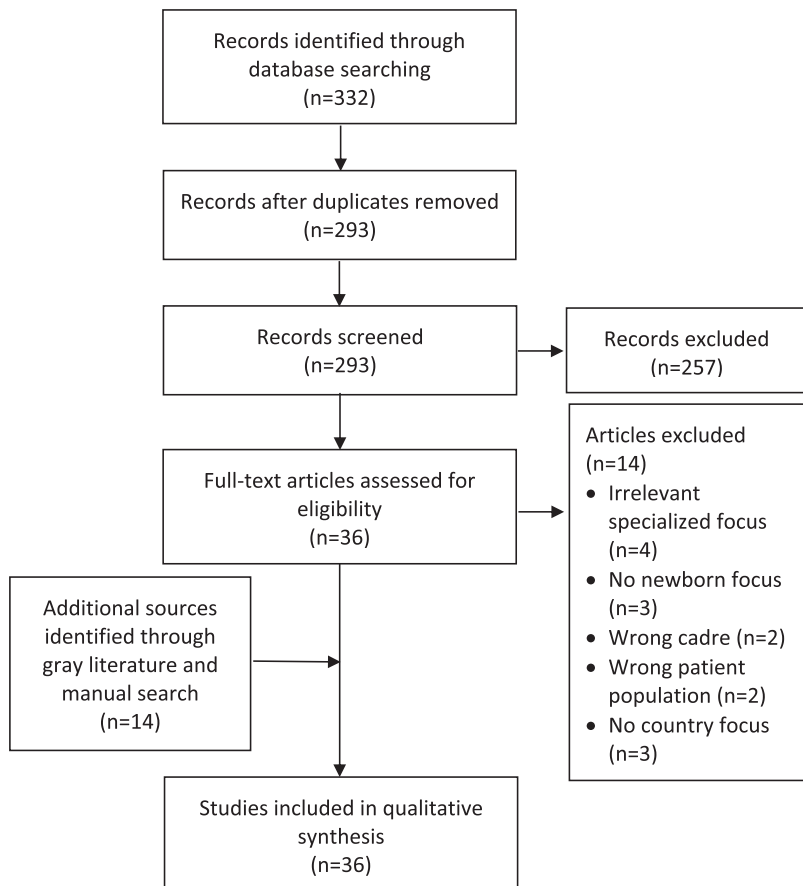 Records identified through
database searching
(n=332)
Records after duplicates removed
(n=293)
Records screened
(n=293)
Records excluded
(n=257)
Full-text articles assessed for
eligibility
(n=36)
Articles excluded
(n=14)
• Irrelevant
specialized focus
(n=4)
• No newborn focus
(n=3)
• Wrong cadre (n=2)
• Wrong patient
population (n=2)
• No country focus
(n=3)
Additional sources
identified through
gray literature and
manual search
(n=14)
Studies included in qualitative
synthesis
(n=36)